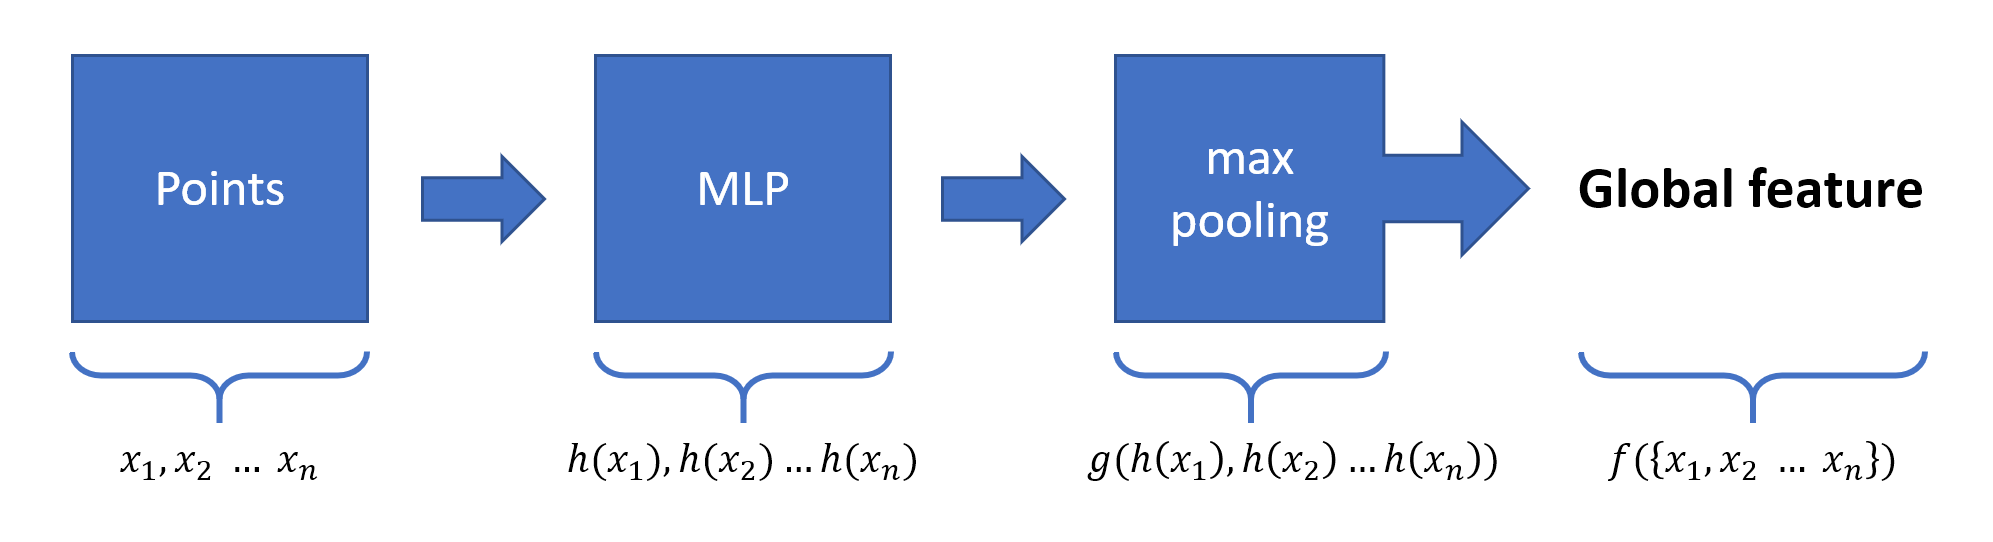 Points
MLP
max
pooling
Global feature
x₁, x₂ … xₙ
h(x₁), h(x₂) … h(xₙ)
g(h(x₁), h(x₂) … h(xₙ))
f({x₁, x₂ … xₙ})